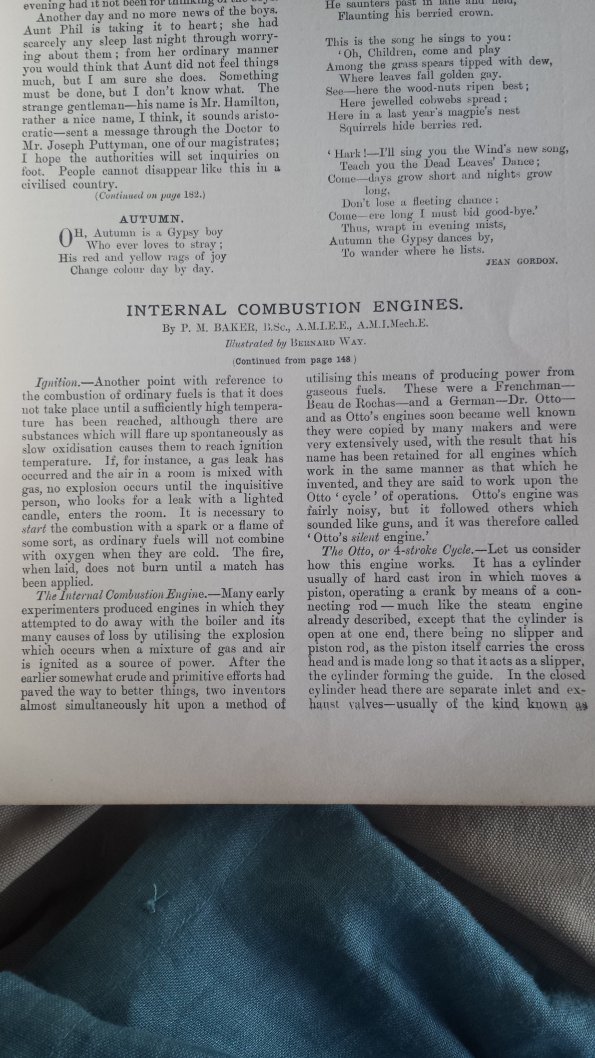 evening had it not been for thinking of the boys.
Another day and no more news of the boys.
Aunt Phil is taking it to heart; she had
scarcely any sleep last night through worry-
ing about them; from her ordinary manner
you would think that Aunt did not feel things
much, but I am sure she does. Something
must be done, but I don't know what. The
strange gentleman—his name is Mr. Hamilton,
rather a nice name, I think, it sounds aristo-
cratic—sent a message through the Doctor to
Mr. Joseph Puttyman, one of our magistrates;
I hope the authorities will set inquiries on
foot. People cannot disappear like this in a
civilised country.
(Continued on page 182.)
AUTUMN.
OH, Autumn is a Gypsy boy
Who ever loves to stray;
His red and yellow rags of joy
Change colour day by day.
He saunters past in lane and field,
Flaunting his berried crown.
This is the song he sings to you:
'Oh, Children, come and play
Among the grass spears tipped with dew,
Where leaves fall golden gay.
See—here the wood-nuts ripen best;
Here jewelled cobwebs spread;
Here in a last year's magpie's nest
Squirrels hide berries red.
'Hark!—I'll sing you the Wind's new song,
Teach you the Dead Leaves' Dance;
Come—days grow short and nights grow
long,
Don't lose a fleeting chance;
Come—ere long I must bid good-bye.'
Thus, wrapt in evening mists,
Autumn the Gypsy dances by,
To wander where he lists.
JEAN GORDON.
INTERNAL COMBUSTION ENGINES.
By P. M. BAKER, B.Sc., A.M.I.E.E., A.M.I.Mech.E.
Illustrated by BERNARD WAY.
(Continued from page 148)
Ignition.—Another point with reference to
the combustion of ordinary fuels is that it does
not take place until a sufficiently high tempera-
ture has been reached, although there are
substances which will flare up spontaneously as
slow oxidisation causes them to reach ignition
temperature. If, for instance, a gas leak has
occurred and the air in a room is mixed with
gas, no explosion occurs until the inquisitive
person, who looks for a leak with a lighted
candle, enters the room. It is necessary to
start the combustion with a spark or a flame of
some sort, as ordinary fuels will not combine
with oxygen when they are cold. The fire,
when laid, does not burn until a match has
been applied.
The Internal Combustion Engine.—Many early
experimenters produced engines in which they
attempted to do away with the boiler and its
many causes of loss by utilising the explosion
which occurs when a mixture of gas and air
is ignited as a source of power. After the
earlier somewhat crude and primitive efforts had
paved the way to better things, two inventors
almost simultaneously hit upon a method of
utilising this means of producing power from
gaseous fuels. These were a Frenchman—
Beau de Rochas—and a German—Dr. Otto—
and as Otto's engines soon became well known
they were copied by many makers and were
very extensively used, with the result that his
name has been retained for all engines which
work in the same manner as that which he
invented, and they are said to work upon the
Otto 'cycle' of operations. Otto's engine was
fairly noisy, but it followed others which
sounded like guns, and it was therefore called
'Otto's silent engine.'
The Otto, or 4-stroke Cycle.—Let us consider
how this engine works. It has a cylinder
usually of hard cast iron in which moves a
piston, operating a crank by means of a con-
necting rod—much like the steam engine
already described, except that the cylinder is
open at one end, there being no slipper and
piston rod, as the piston itself carries the cross
head and is made long so that it acts as a slipper,
the cylinder forming the guide. In the closed
cylinder head there are separate inlet and ex-
haust valves—usually of the kind known as